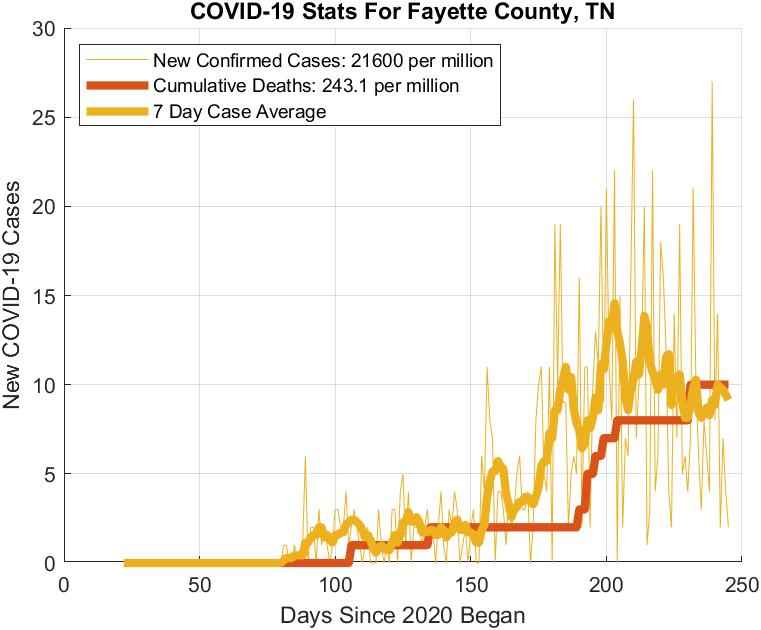 COVID-19 Stats For Fayette County, TN
New Confirmed Cases: 21600 per million
Cumulative Deaths: 243.1 per million
7 Day Case Average
New COVID-19 Cases
30
25
20
15
10
5
0
0 50 100 150 200 250
Days Since 2020 Began